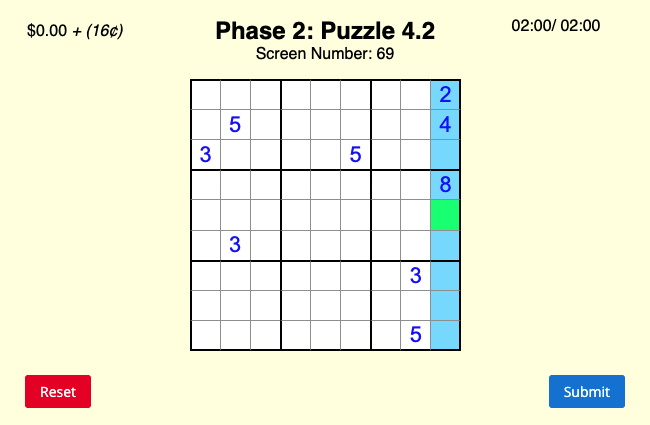 $0.00 + (16¢)
Phase 2: Puzzle 4.2
02:00/ 02:00
Screen Number: 69
2
5 4
3 5
8
3
3
5
Reset
Submit